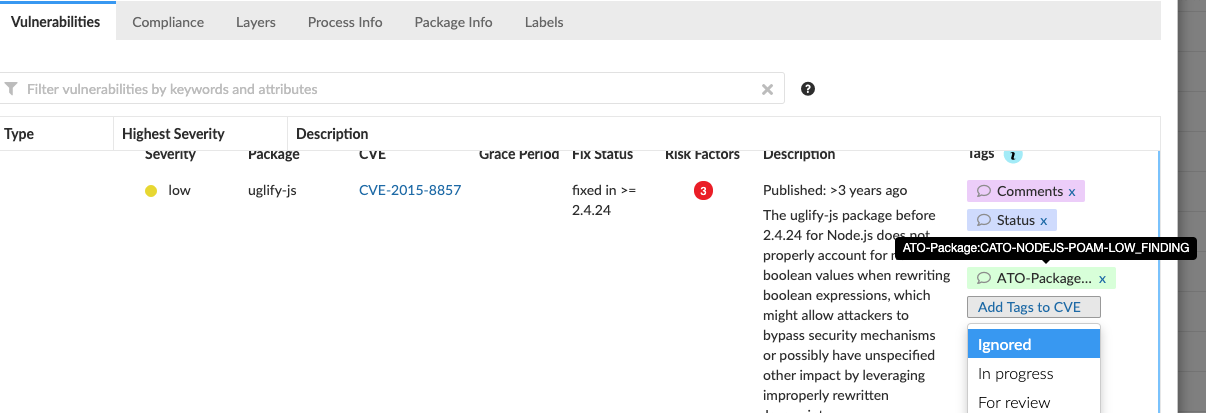 Vulnerabilities Compliance Layers Process Info Package Info Labels
Filter vulnerabilities by keywords and attributes
Type Highest Severity Description
Severity Package CVE Grace Period Fix Status Risk Factors Description Tags
low uglify-js CVE-2015-8857 fixed in >= 3 Published: >3 years ago Comments x
2.4.24 The uglify-js package before Status x
2.4.24 for Node.js does not
ATO-Package:CATO-NODEJS-POAM-LOW_FINDING
properly account for
boolean values when rewriting ATO-Package... x
boolean expressions, which Add Tags to CVE
might allow attackers to
bypass security mechanisms Ignored
or possibly have unspecified
other impact by leveraging In progress
improperly rewritten For review